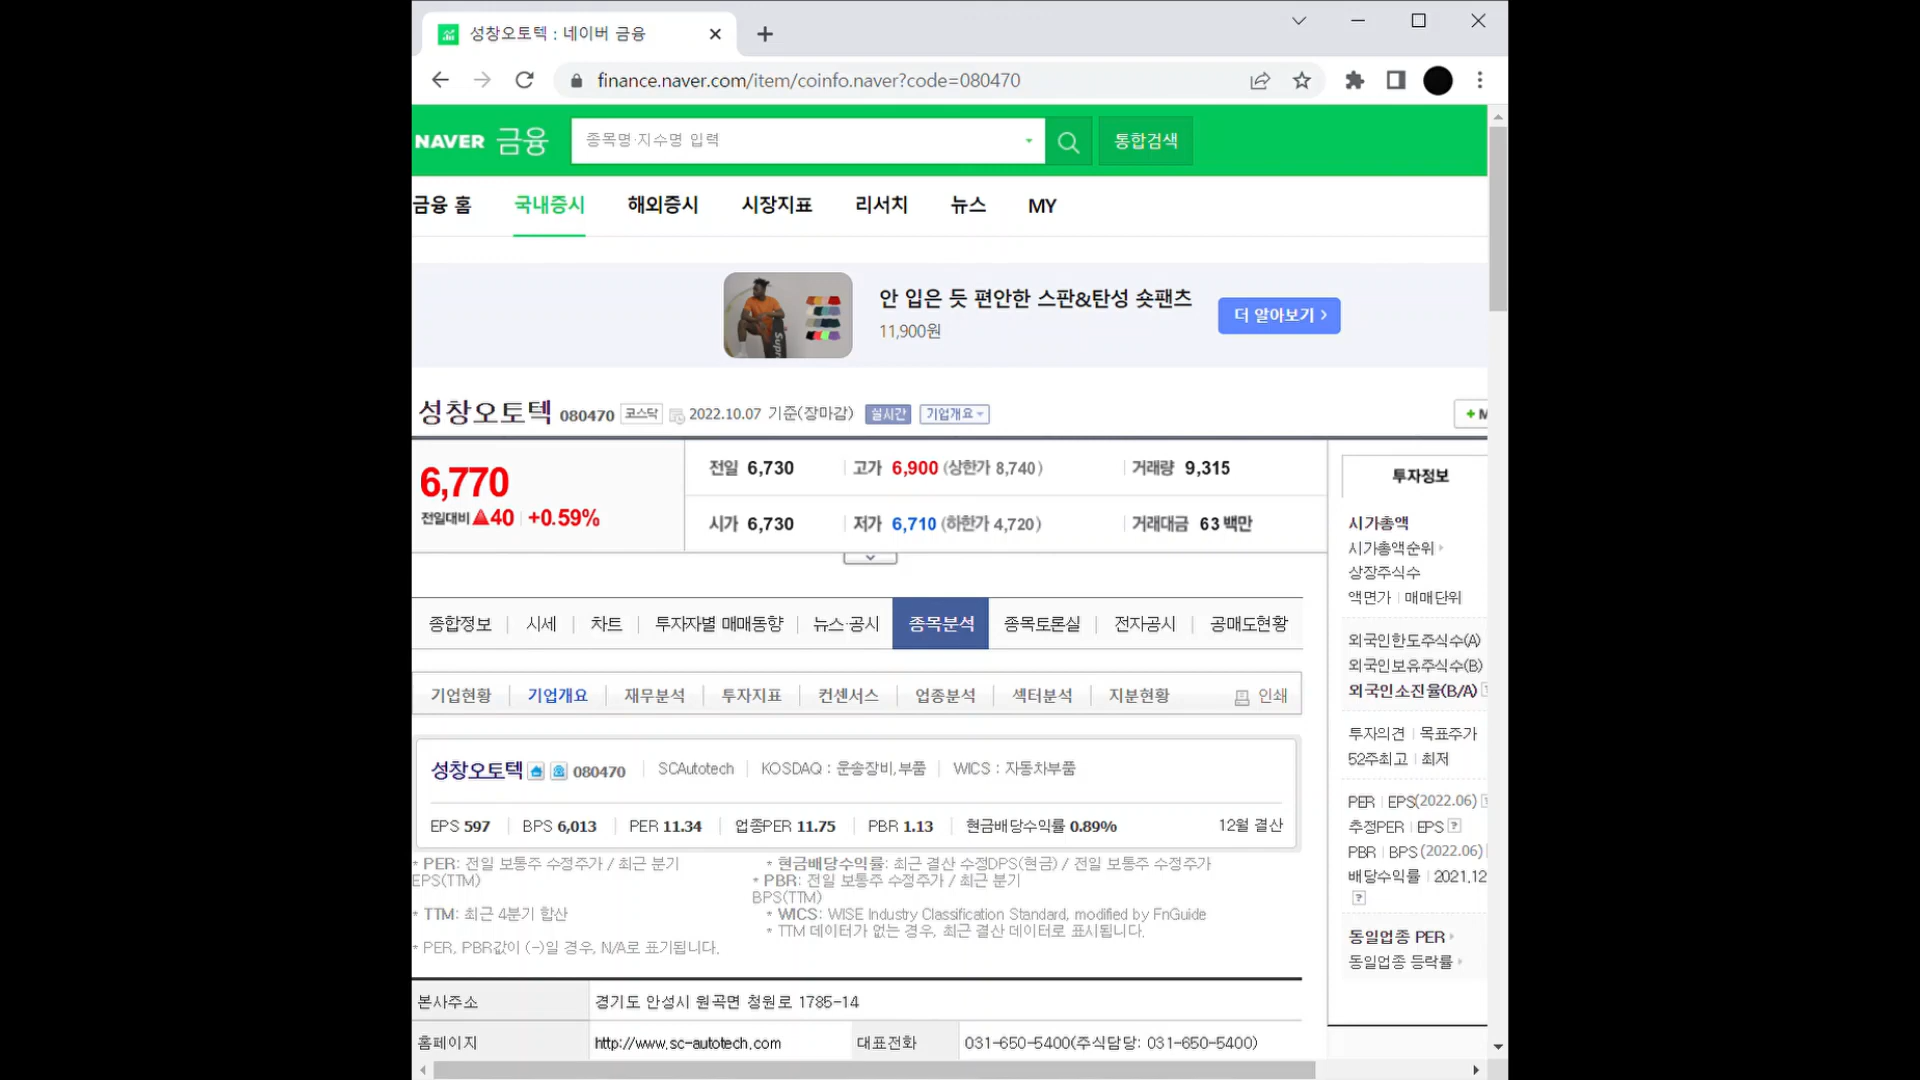 성창오토텍 : 네이버 금융
finance.naver.com/item/coinfo.naver?code=080470
NAVER 금융 종목명·지수명 입력 통합검색
금융 홈 국내증시 해외증시 시장지표 리서치 뉴스 MY
안 입은 듯 편안한 스판&탄성 숏팬츠
11,900원
더 알아보기 >
성창오토텍 080470 코스닥 2022.10.07 기준(장마감) 실시간 기업개요
6,770
전일대비 ▲40 +0.59%
전일 6,730 고가 6,900 (상한가 8,740) 거래량 9,315
시가 6,730 저가 6,710 (하한가 4,720) 거래대금 63 백만
투자정보
시가총액
시가총액순위
상장주식수
액면가 | 매매단위
외국인한도주식수(A)
외국인보유주식수(B)
외국인소진율(B/A)
투자의견 | 목표주가
52주최고 | 최저
PER | EPS(2022.06)
추정PER | EPS ?
PBR | BPS (2022.06)
배당수익률 | 2021.12
?
동일업종 PER
동일업종 등락률
종합정보 시세 차트 투자자별 매매동향 뉴스·공시 종목분석 종목토론실 전자공시 공매도현황
기업현황 기업개요 재무분석 투자지표 컨센서스 업종분석 섹터분석 지분현황 인쇄
성창오토텍 080470 SCAutotech KOSDAQ : 운송장비,부품 WICS : 자동차부품
EPS 597 BPS 6,013 PER 11.34 업종PER 11.75 PBR 1.13 현금배당수익률 0.89% 12월 결산
* PER: 전일 보통주 수정주가 / 최근 분기
EPS(TTM)
* 현금배당수익률: 최근 결산 수정DPS(현금) / 전일 보통주 수정주가
* PBR: 전일 보통주 수정주가 / 최근 분기
BPS(TTM)
* TTM: 최근 4분기 합산
* WICS: WISE Industry Classification Standard, modified by FnGuide
* TTM 데이터가 없는 경우, 최근 결산 데이터로 표시됩니다.
* PER, PBR값이 (-)일 경우, N/A로 표기됩니다.
본사주소 경기도 안성시 원곡면 청원로 1785-14
홈페이지 http://www.sc-autotech.com 대표전화 031-650-5400(주식담당: 031-650-5400)